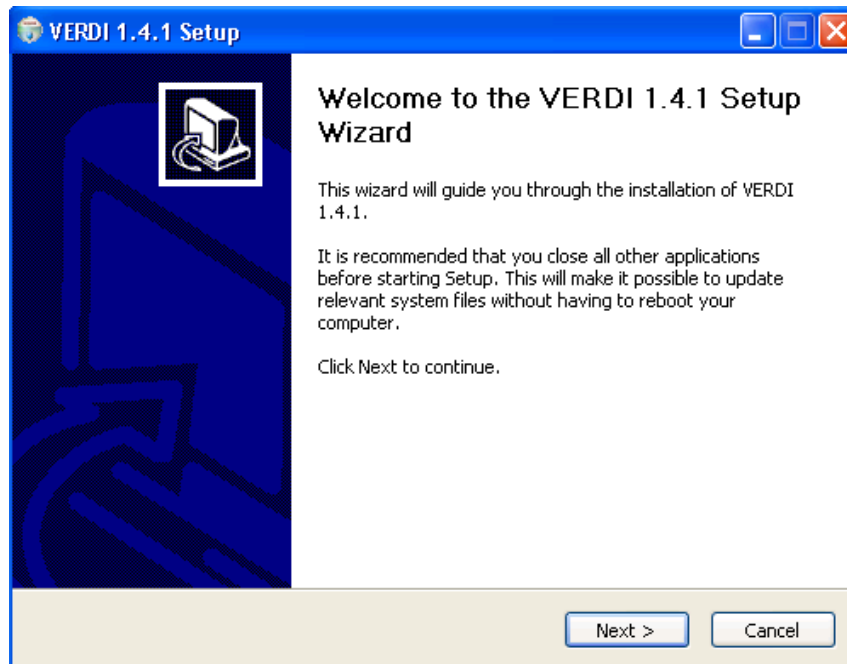 VERDI 1.4.1 Setup
Welcome to the VERDI 1.4.1 Setup
Wizard
This wizard will guide you through the installation of VERDI
1.4.1.
It is recommended that you close all other applications
before starting Setup. This will make it possible to update
relevant system files without having to reboot your
computer.
Click Next to continue.
Next >
Cancel